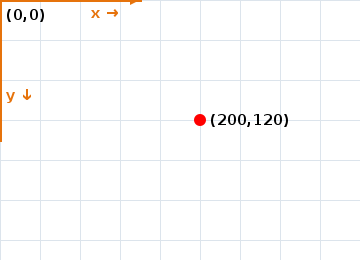 (0,0)
x →
y ↓
(200,120)